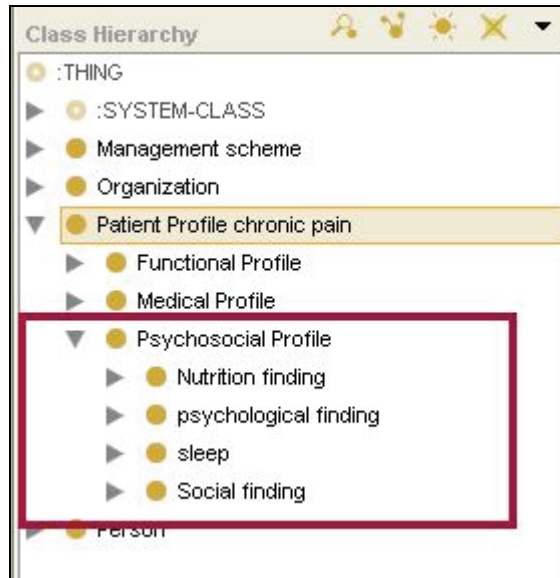 Class Hierarchy
:THING
:SYSTEM-CLASS
Management scheme
Organization
Patient Profile chronic pain
Functional Profile
Medical Profile
Psychosocial Profile
Nutrition finding
psychological finding
sleep
Social finding
Person